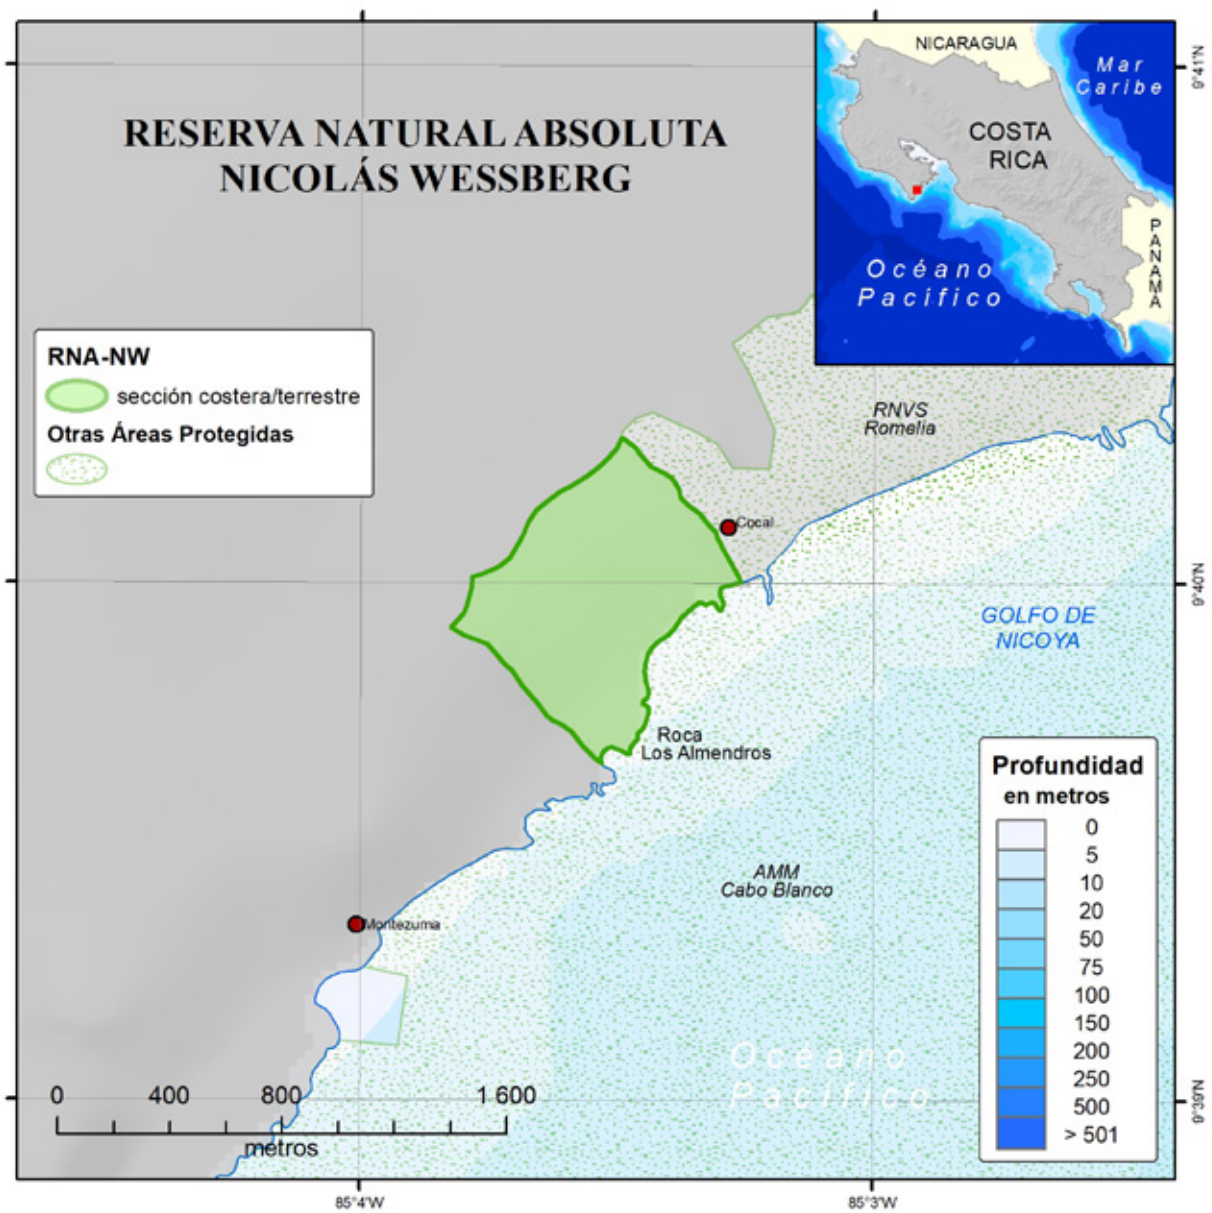 RESERVA NATURAL ABSOLUTA
NICOLÁS WESSBERG
NICARAGUA
Mar
Caribe
COSTA
RICA
PANAMÁ
Océano
Pacífico
9°41'N
RNA-NW
sección costera/terrestre
Otras Áreas Protegidas
RNVS
Romelia
Cocal
9°40'N
GOLFO DE
NICOYA
Roca
Los Almendros
Profundidad
en metros
0
5
10
20
50
75
100
150
200
250
500
> 501
AMM
Cabo Blanco
Montezuma
Océano
Pacífico
0 400 800 1 600
metros
9°39'N
85°4'W 85°3'W